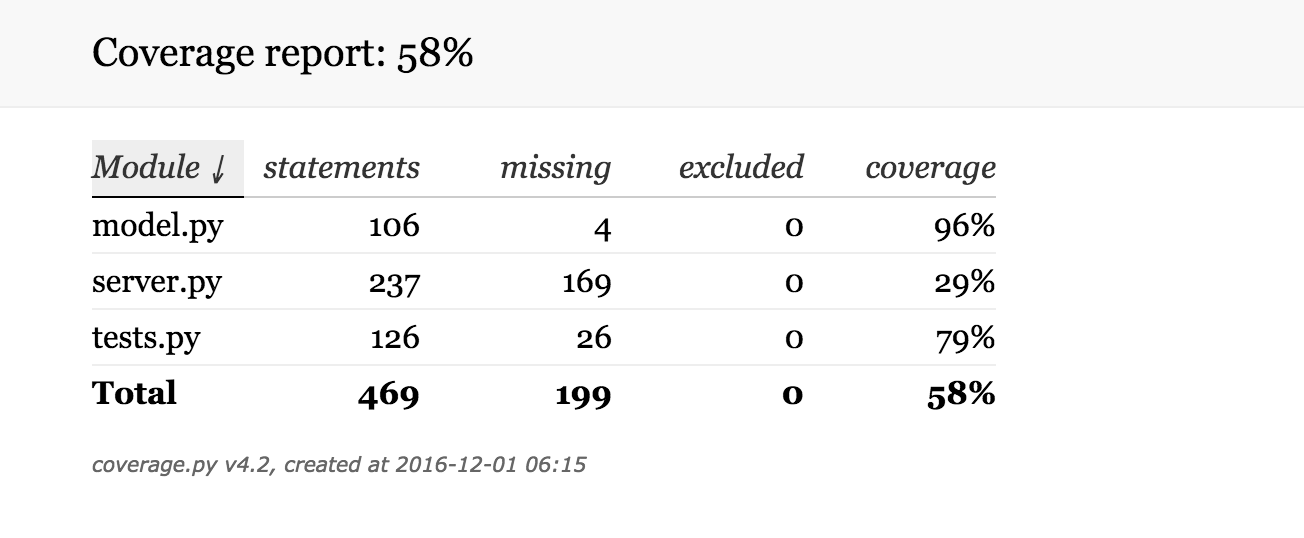 Coverage report: 58%
Module ↓ statements missing excluded coverage
model.py 106 4 0 96%
server.py 237 169 0 29%
tests.py 126 26 0 79%
Total 469 199 0 58%
coverage.py v4.2, created at 2016-12-01 06:15